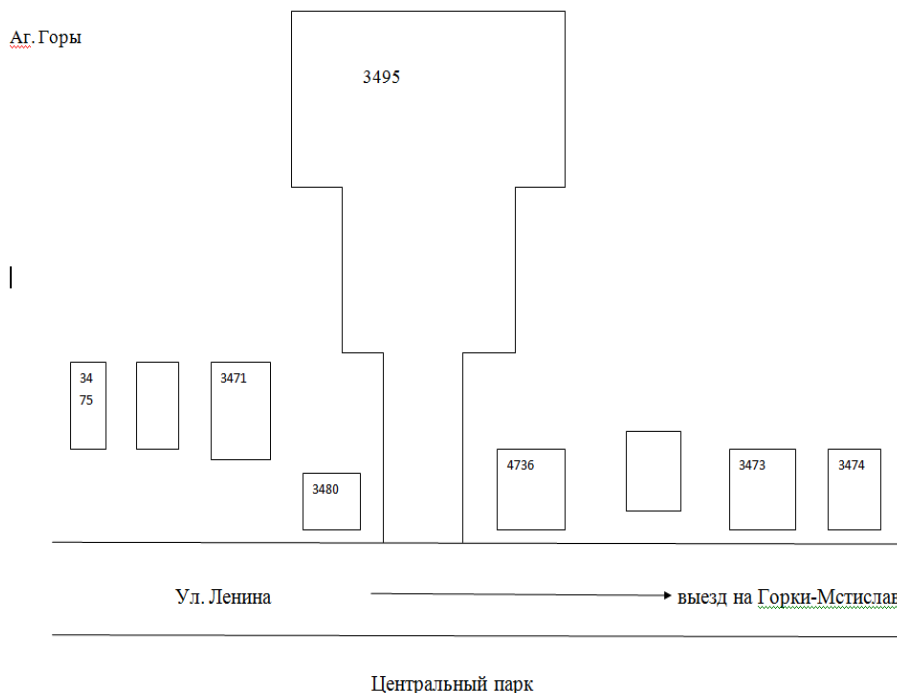 Аг. Горы
3495
34
75
3471
3480
4736
3473
3474
Ул. Ленина
выезд на Горки-Мстислав
Центральный парк